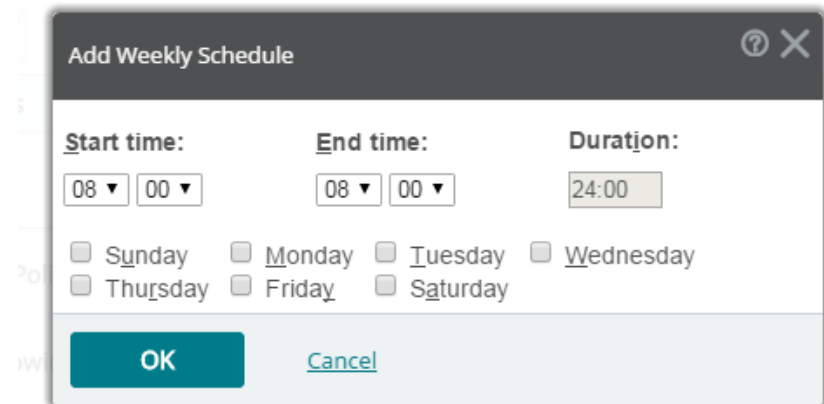 Add Weekly Schedule
Start time: End time: Duration:
08 00 08 00 24:00
Sunday Monday Tuesday Wednesday
Thursday Friday Saturday
OK Cancel